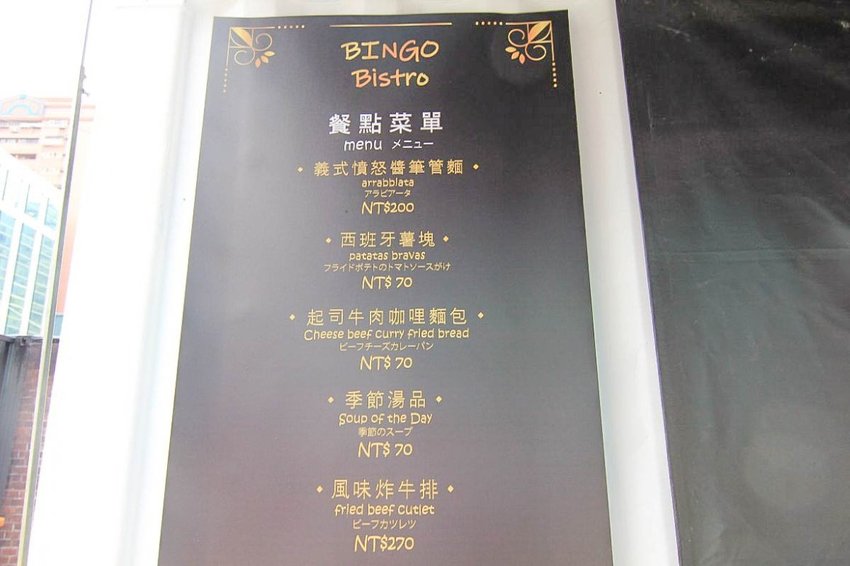 BINGO
Bistro
餐點菜單
menu メニュー
義式憤怒醬筆管麵
arrabbiata
アラビアータ
NT$200
西班牙薯塊
patatas bravas
フライドポテトのトマトソースがけ
NT$ 70
起司牛肉咖哩麵包
Cheese beef curry fried bread
ビーフチーズカレーパン
NT$ 70
季節湯品
Soup of the Day
季節のスープ
NT$ 70
風味炸牛排
fried beef cutlet
ビーフカツレツ
NT$270